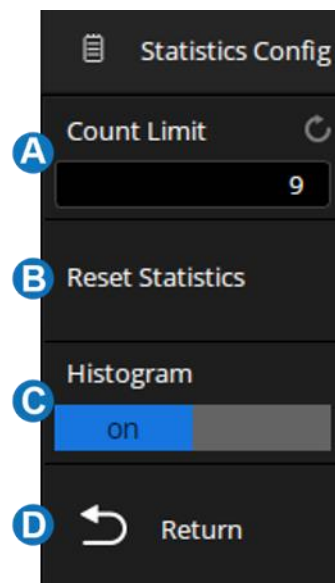 Statistics Config
A
Count Limit
9
B
Reset Statistics
Histogram
C
on
D
Return